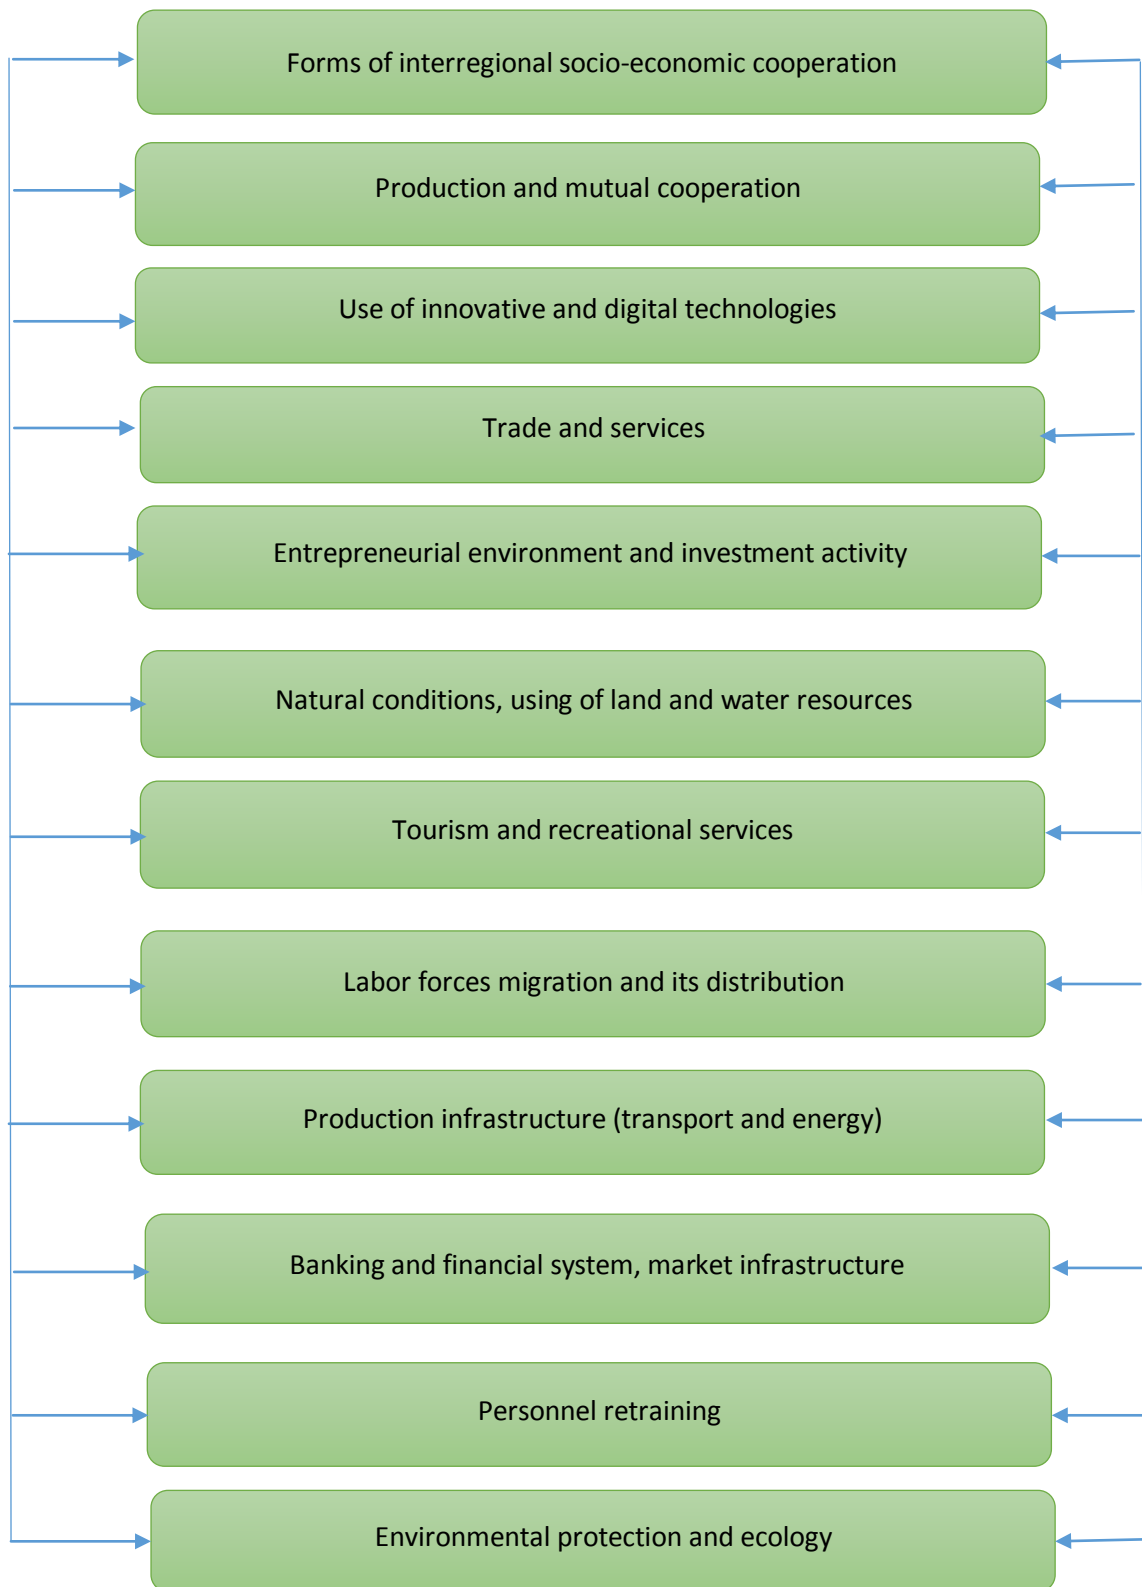 Forms of interregional socio-economic cooperation
Production and mutual cooperation
Use of innovative and digital technologies
Trade and services
Entrepreneurial environment and investment activity
Natural conditions, using of land and water resources
Tourism and recreational services
Labor forces migration and its distribution
Production infrastructure (transport and energy)
Banking and financial system, market infrastructure
Personnel retraining
Environmental protection and ecology